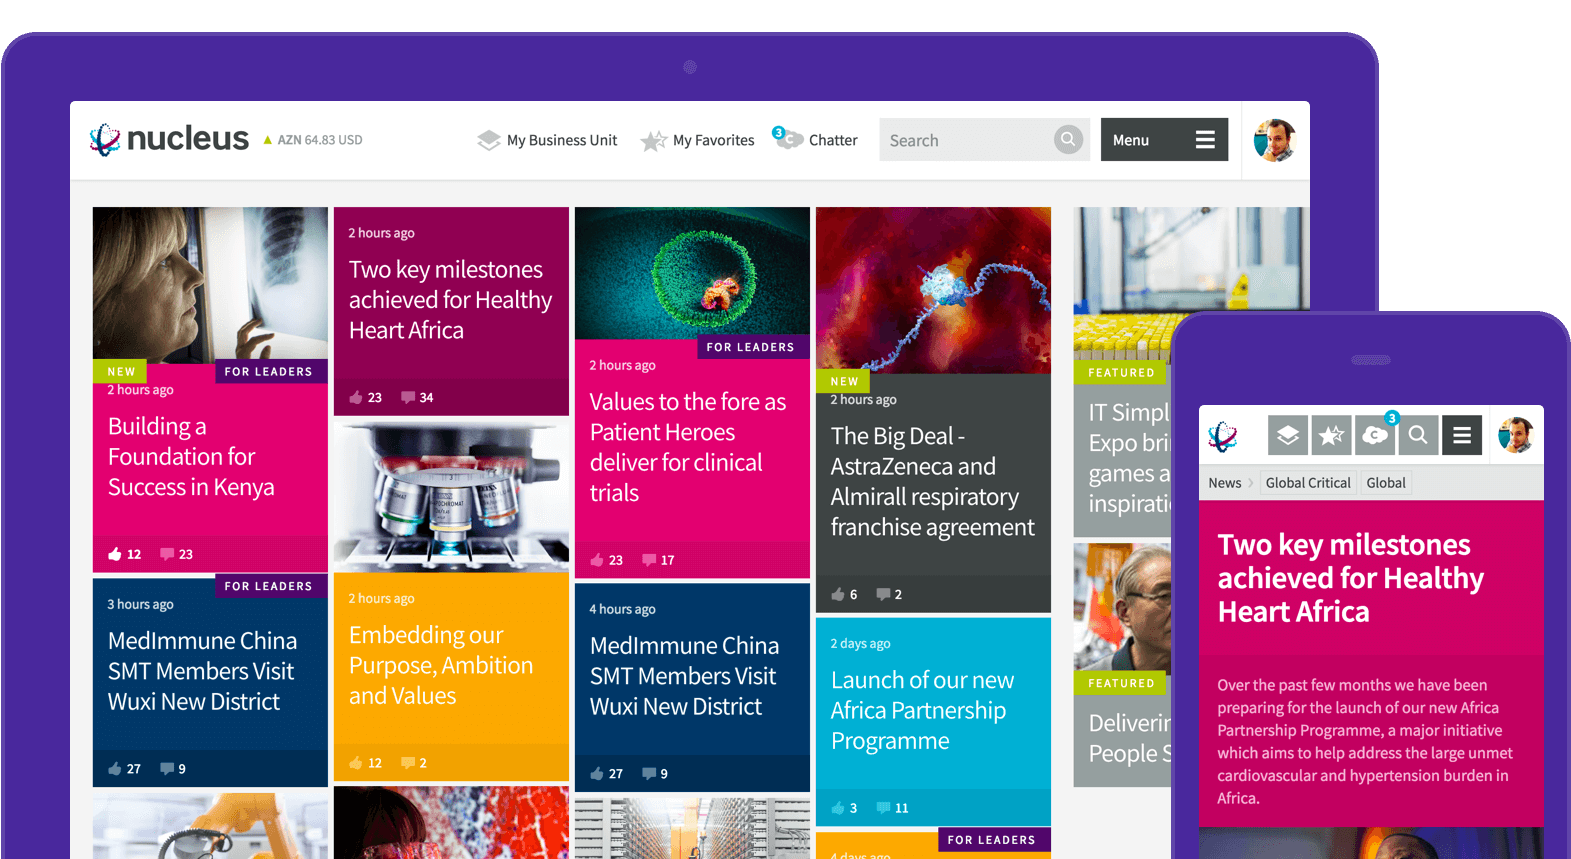 nucleus
AZN 64.83 USD
My Business Unit
My Favorites
3
C
Chatter
Search
Menu
NEW
FOR LEADERS
2 hours ago
Building a
Foundation for
Success in Kenya
12 23
FOR LEADERS
3 hours ago
MedImmune China
SMT Members Visit
Wuxi New District
27 9
2 hours ago
Two key milestones
achieved for Healthy
Heart Africa
23 34
2 hours ago
Embedding our
Purpose, Ambition
and Values
12 2
FOR LEADERS
2 hours ago
Values to the fore as
Patient Heroes
deliver for clinical
trials
23 17
4 hours ago
MedImmune China
SMT Members Visit
Wuxi New District
27 9
NEW
2 hours ago
The Big Deal -
AstraZeneca and
Almirall respiratory
franchise agreement
6 2
2 days ago
Launch of our new
Africa Partnership
Programme
3 11
FOR LEADERS
4 days ago
FEATURED
IT Simpl
Expo bri
games a
inspirati
FEATURED
Deliverin
People S
3
C
News
Global Critical
Global
Two key milestones
achieved for Healthy
Heart Africa
Over the past few months we have been
preparing for the launch of our new Africa
Partnership Programme, a major initiative
which aims to help address the large unmet
cardiovascular and hypertension burden in
Africa.